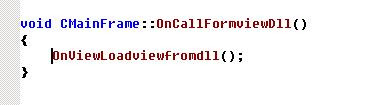 void CMainFrame::OnCallFormviewDll()
{
    OnViewLoadviewfromdll();
}